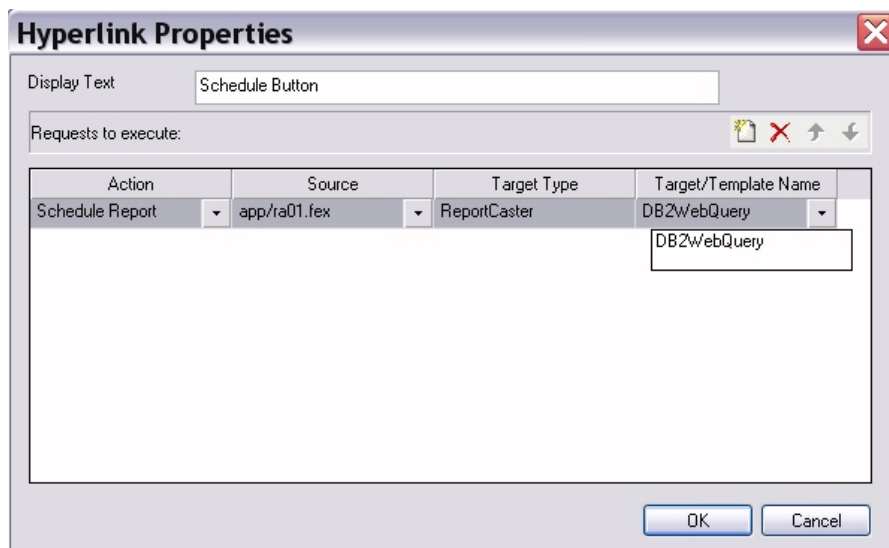 Hyperlink Properties
Display Text Schedule Button
Requests to execute:
Action Source Target Type Target/Template Name
Schedule Report app/ra01.fex ReportCaster DB2WebQuery
DB2WebQuery
OK Cancel